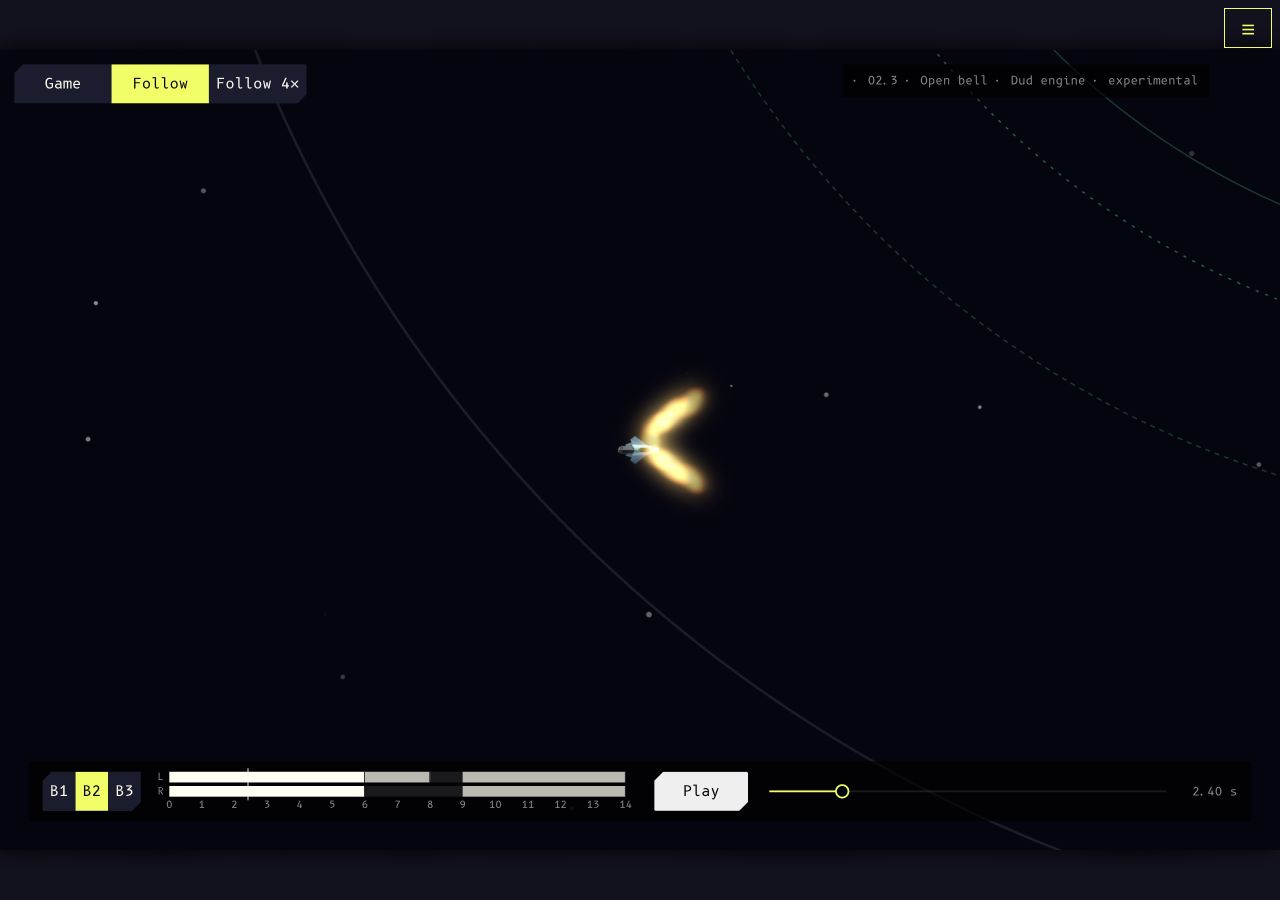 ≡
Game Follow Follow 4×
· 02.3 · Open bell · Dud engine · experimental
B1 B2 B3
L
R
0 1 2 3 4 5 6 7 8 9 10 11 12 13 14
Play
2.40 s